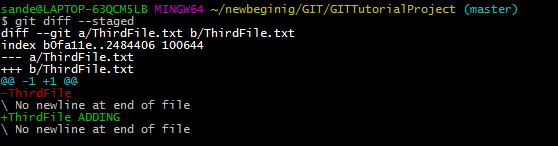 sande@LAPTOP-63QCM5LB MINGW64 ~/newbeginig/GIT/GITTutorialProject (master)
$ git diff --staged
diff --git a/ThirdFile.txt b/ThirdFile.txt
index b0fa11e..2484406 100644
--- a/ThirdFile.txt
+++ b/ThirdFile.txt
@@ -1 +1 @@
-ThirdFile
\ No newline at end of file
+ThirdFile ADDING
\ No newline at end of file